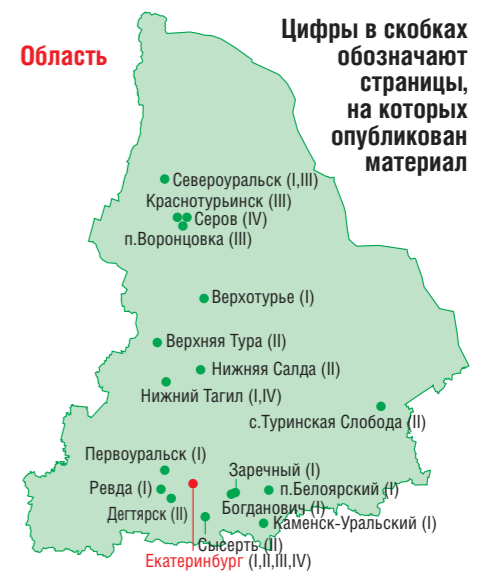 Область
Цифры в скобках
обозначают
страницы,
на которых
опубликован
материал
Североуральск (I,III)
Краснотурьинск (III)
Серов (IV)
п.Воронцовка (III)
Верхотурье (I)
Верхняя Тура (II)
Нижняя Салда (II)
Нижний Тагил (I,IV)
с.Туринская Слобода (II)
Первоуральск (I)
Заречный (I)
Ревда (I)
п.Белоярский (I)
Богданович (I)
Дегтярск (II)
Каменск-Уральский (I)
Сысерть (II)
Екатеринбург (I,II,III,IV)